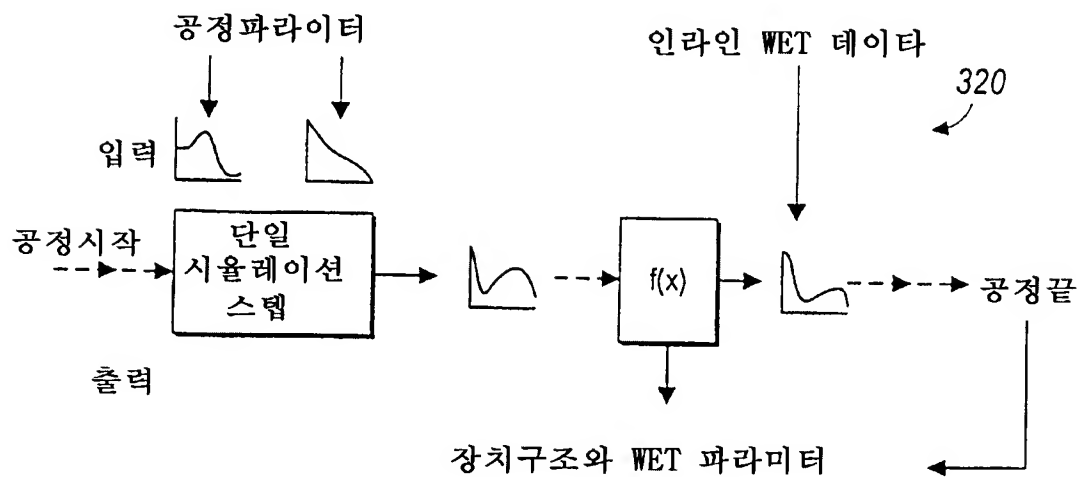 공정파라이터
인라인 WET 데이타
320
입력
공정시작
단일
시율레이션
스텝
f(x)
공정끝
출력
장치구조와 WET 파라미터